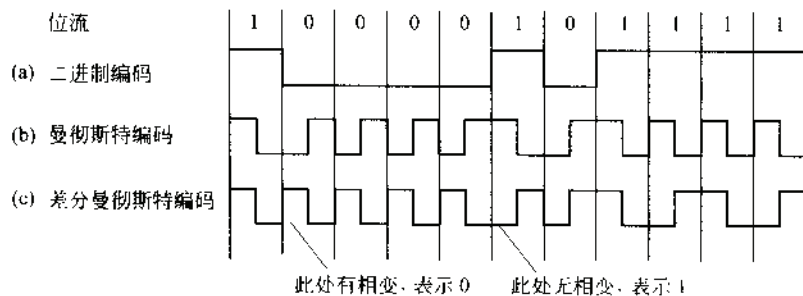 位流 1 0 0 0 0 1 0 1 1 1 1
(a) 二进制编码
(b) 曼彻斯特编码
(c) 差分曼彻斯特编码
此处有相变、表示0 此处无相变、表示1